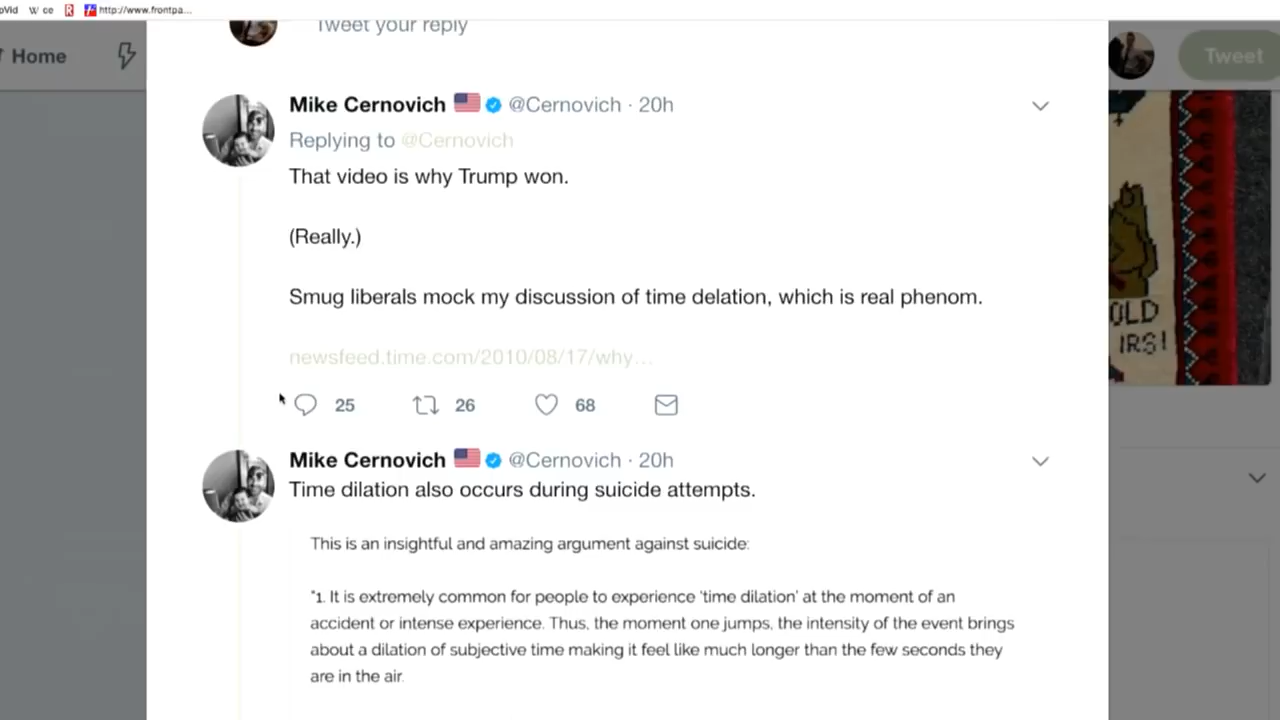 oVid W ce R http://www.frontpa...
Tweet your reply
Home
Tweet
Mike Cernovich @Cernovich · 20h
Replying to @Cernovich
That video is why Trump won.
(Really.)
Smug liberals mock my discussion of time delation, which is real phenom.
newsfeed.time.com/2010/08/17/why...
25 26 68
OLD
IRS!
Mike Cernovich @Cernovich · 20h
Time dilation also occurs during suicide attempts.
This is an insightful and amazing argument against suicide:
"1. It is extremely common for people to experience 'time dilation' at the moment of an
accident or intense experience. Thus, the moment one jumps, the intensity of the event brings
about a dilation of subjective time making it feel like much longer than the few seconds they
are in the air.